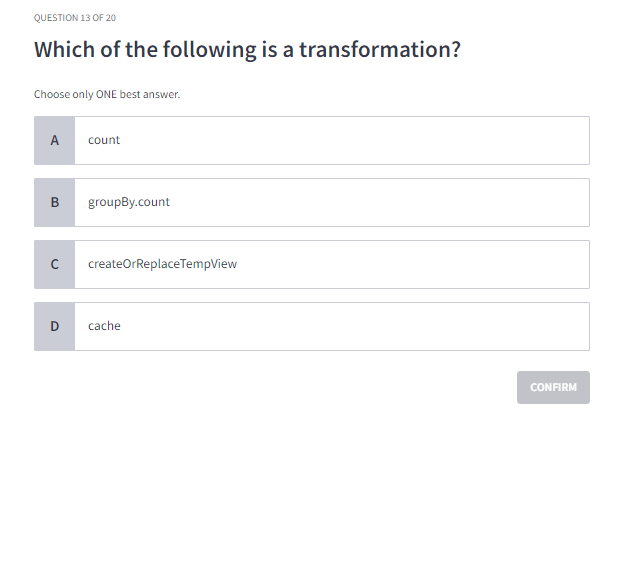 QUESTION 13 OF 20
Which of the following is a transformation?
Choose only ONE best answer.
A count
B groupBy.count
C createOrReplaceTempView
D cache
CONFIRM